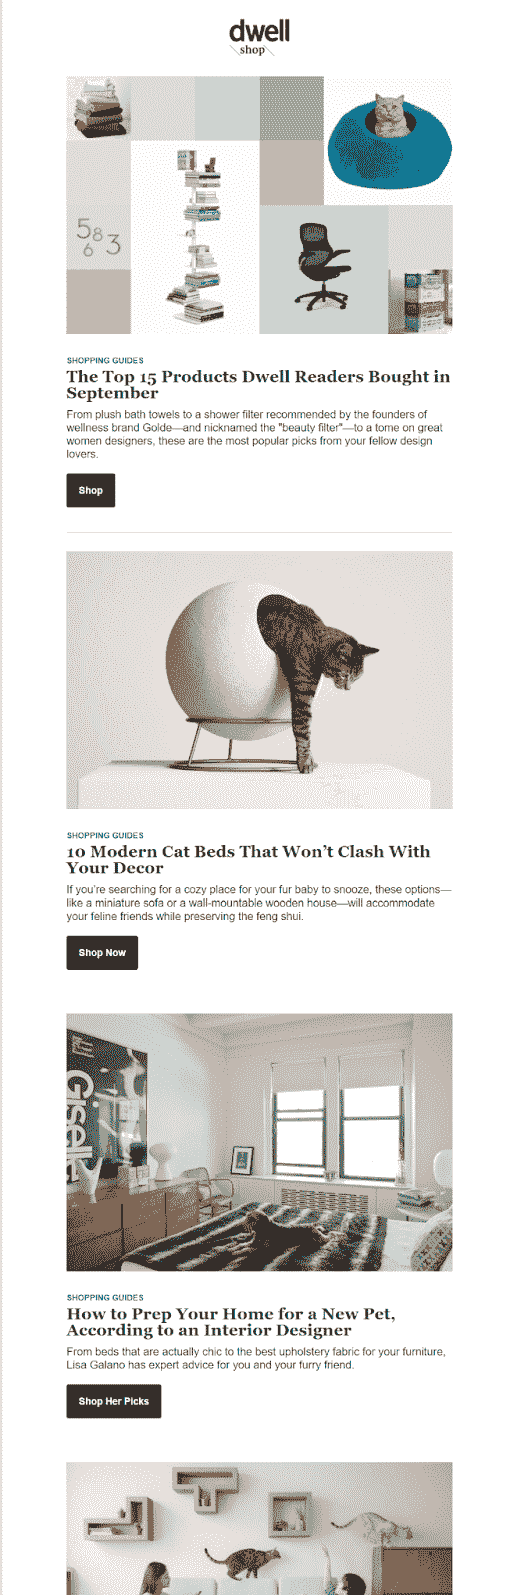 dwell
shop
58
6 3
SHOPPING GUIDES
The Top 15 Products Dwell Readers Bought in
September
From plush bath towels to a shower filter recommended by the founders of
wellness brand Golde—and nicknamed the "beauty filter"—to a tome on great
women designers, these are the most popular picks from your fellow design
lovers.
Shop
SHOPPING GUIDES
10 Modern Cat Beds That Won’t Clash With
Your Decor
If you’re searching for a cozy place for your fur baby to snooze, these options—
like a miniature sofa or a wall-mountable wooden house—will accommodate
your feline friends while preserving the feng shui.
Shop Now
SHOPPING GUIDES
How to Prep Your Home for a New Pet,
According to an Interior Designer
From beds that are actually chic to the best upholstery fabric for your furniture,
Lisa Galano has expert advice for you and your furry friend.
Shop Her Picks